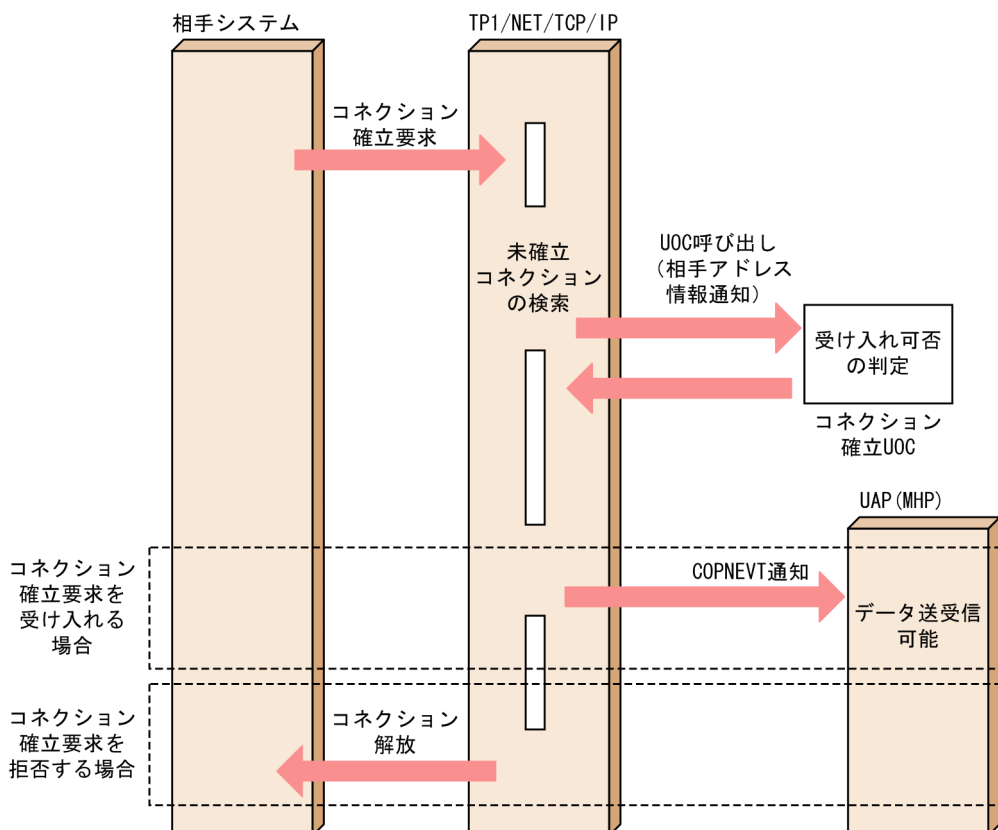 相手システム
TP1/NET/TCP/IP
コネクション
確立要求
未確立
コネクション
の検索
UOC呼び出し
(相手アドレス
情報通知)
受け入れ可否
の判定
コネクション
確立UOC
UAP(MHP)
コネクション
確立要求を
受け入れる
場合
COPNEVT通知
データ送受信
可能
コネクション
確立要求を
拒否する場合
コネクション
解放